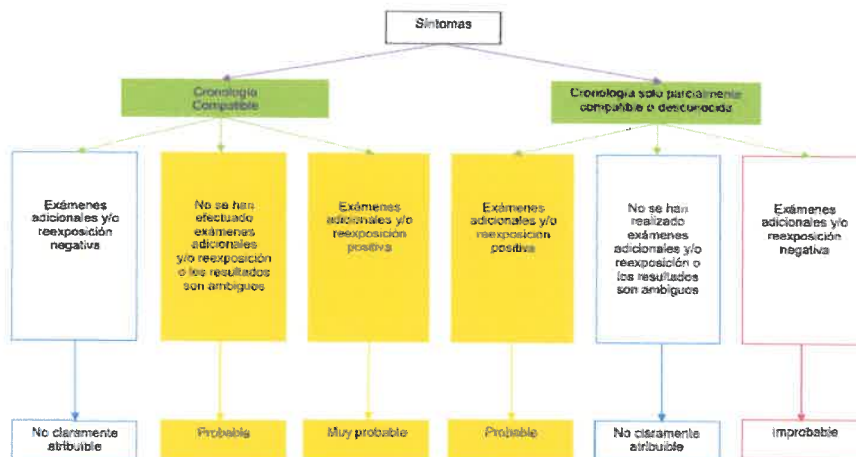 Síntomas
Cronología
Compatible
Cronología solo parcialmente
compatible o desconocida
Exámenes
adicionales y/o
reexposición
negativa
No se han
efectuado
exámenes
adicionales
y/o reexposición
o los resultados
son ambiguos
Exámenes
adicionales y/o
reexposición
positiva
Exámenes
adicionales y/o
reexposición
positiva
No se han
realizado
exámenes
adicionales y/o
reexposición o
los resultados
son ambiguos
Exámenes
adicionales y/o
reexposición
negativa
No claramente
atribuible
Probable
Muy probable
Probable
No claramente
atribuible
Improbable